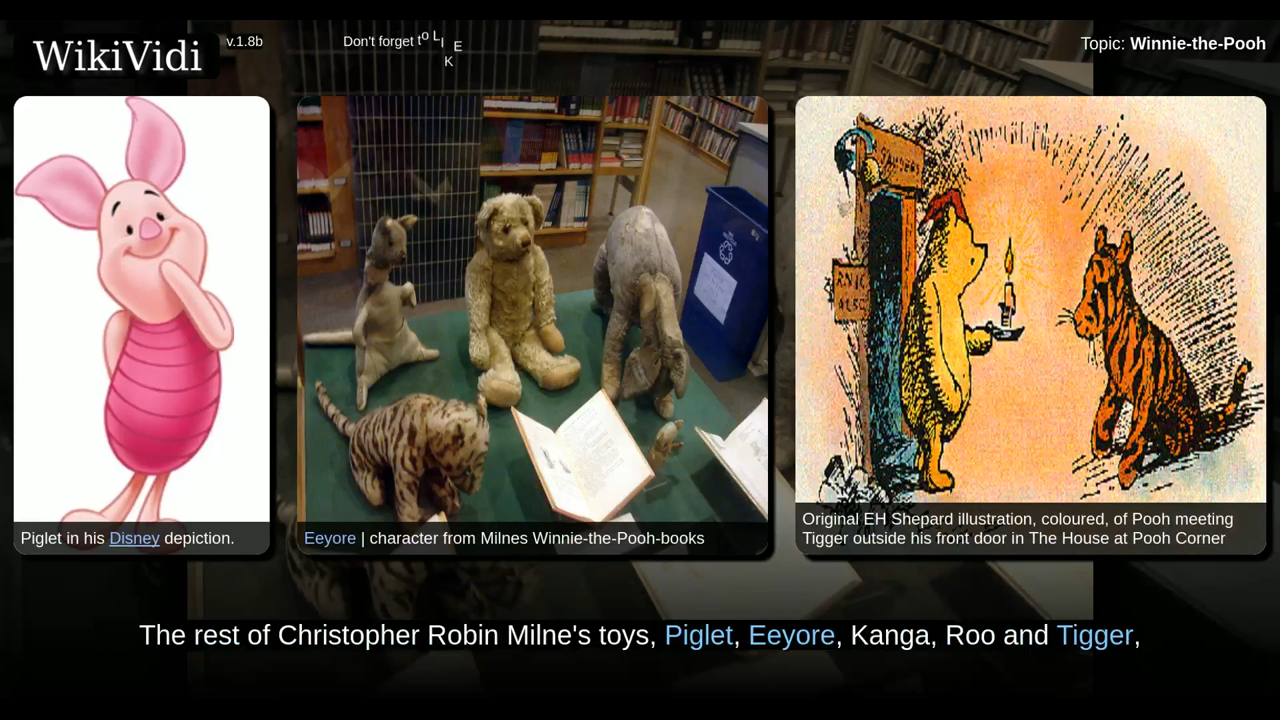 WikiVidi
v.1.8b
Don't forget to LIKE
Topic: Winnie-the-Pooh
Piglet in his Disney depiction.
Eeyore | character from Milnes Winnie-the-Pooh-books
Original EH Shepard illustration, coloured, of Pooh meeting
Tigger outside his front door in The House at Pooh Corner
The rest of Christopher Robin Milne's toys, Piglet, Eeyore, Kanga, Roo and Tigger,